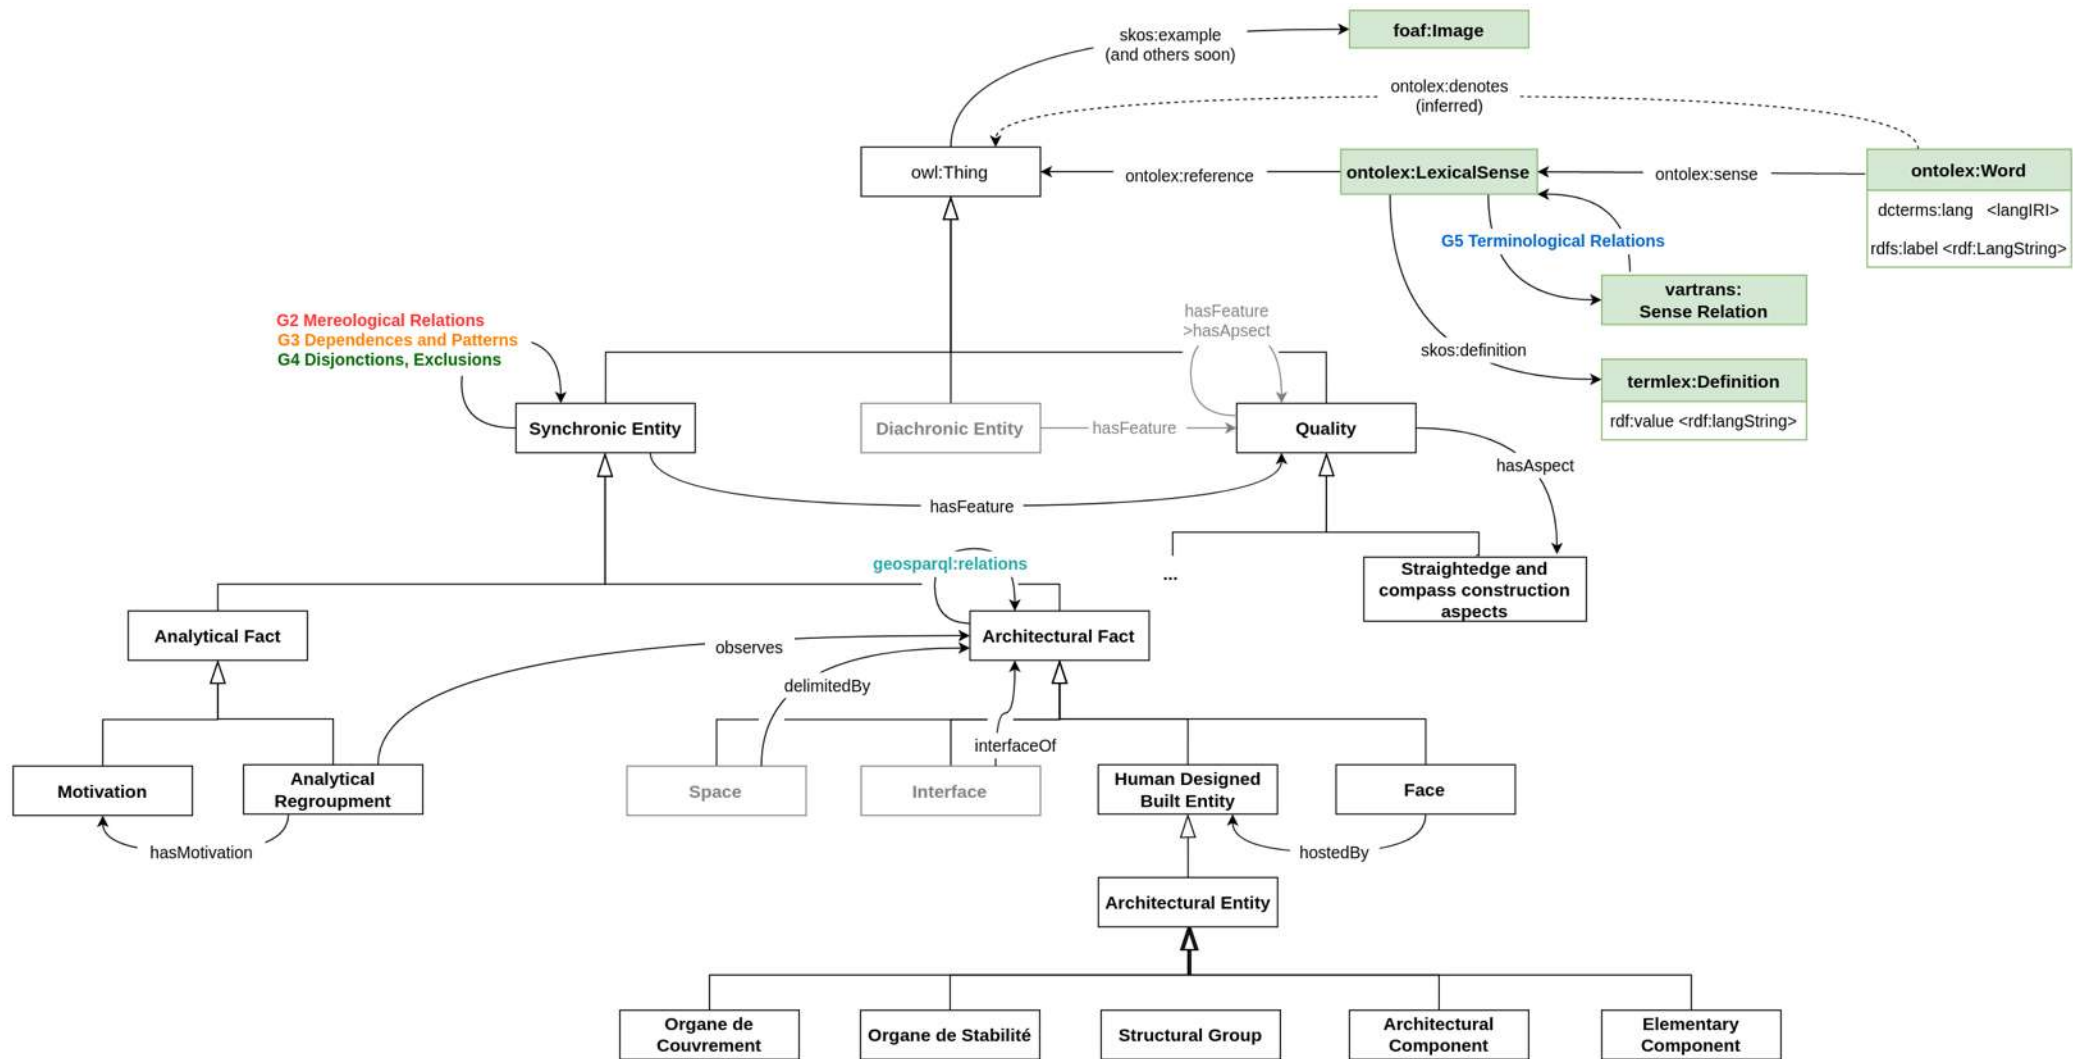 skos:example
(and others soon)
foaf:Image
ontolex:denotes
(inferred)
owl:Thing
ontolex:reference
ontolex:LexicalSense
ontolex:sense
ontolex:Word
dcterms:lang <langIRI>
rdfs:label <rdf:LangString>
G5 Terminological Relations
vartrans:
Sense Relation
skos:definition
termlex:Definition
rdf:value <rdf:langString>
G2 Mereological Relations
G3 Dependences and Patterns
G4 Disjonctions, Exclusions
hasFeature
>hasApsect
Synchronic Entity
Diachronic Entity
hasFeature
Quality
hasAspect
hasFeature
geosparql:relations
...
Straightedge and
compass construction
aspects
Analytical Fact
observes
Architectural Fact
delimitedBy
interfaceOf
Motivation
Analytical
Regroupment
Space
Interface
Human Designed
Built Entity
Face
hasMotivation
hostedBy
Architectural Entity
Organe de
Couvrement
Organe de Stabilité
Structural Group
Architectural
Component
Elementary
Component